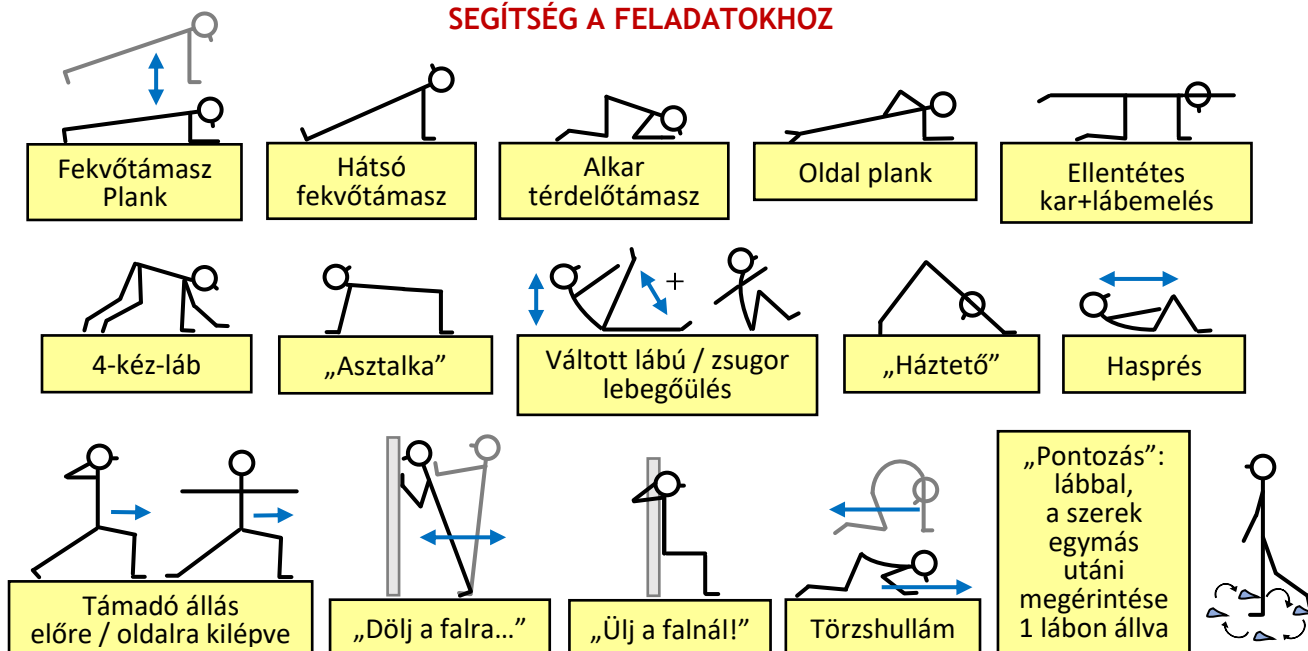 SEGÍTSÉG A FELADATOKHOZ
Fekvőtámasz
Plank
Hátsó
fekvőtámasz
Alkar
térdelőtámasz
Oldal plank
Ellentétes
kar+lábemelés
4-kéz-láb
„Asztalka”
+
Váltott lábú / zsugor
lebegőülés
„Háztető”
Hasprés
Támadó állás
előre / oldalra kilépve
„Dőlj a falra…”
„Ülj a falnál!”
Törzshullám
„Pontozás”:
lábbal,
a szerek
egymás
utáni
megérintése
1 lábon állva